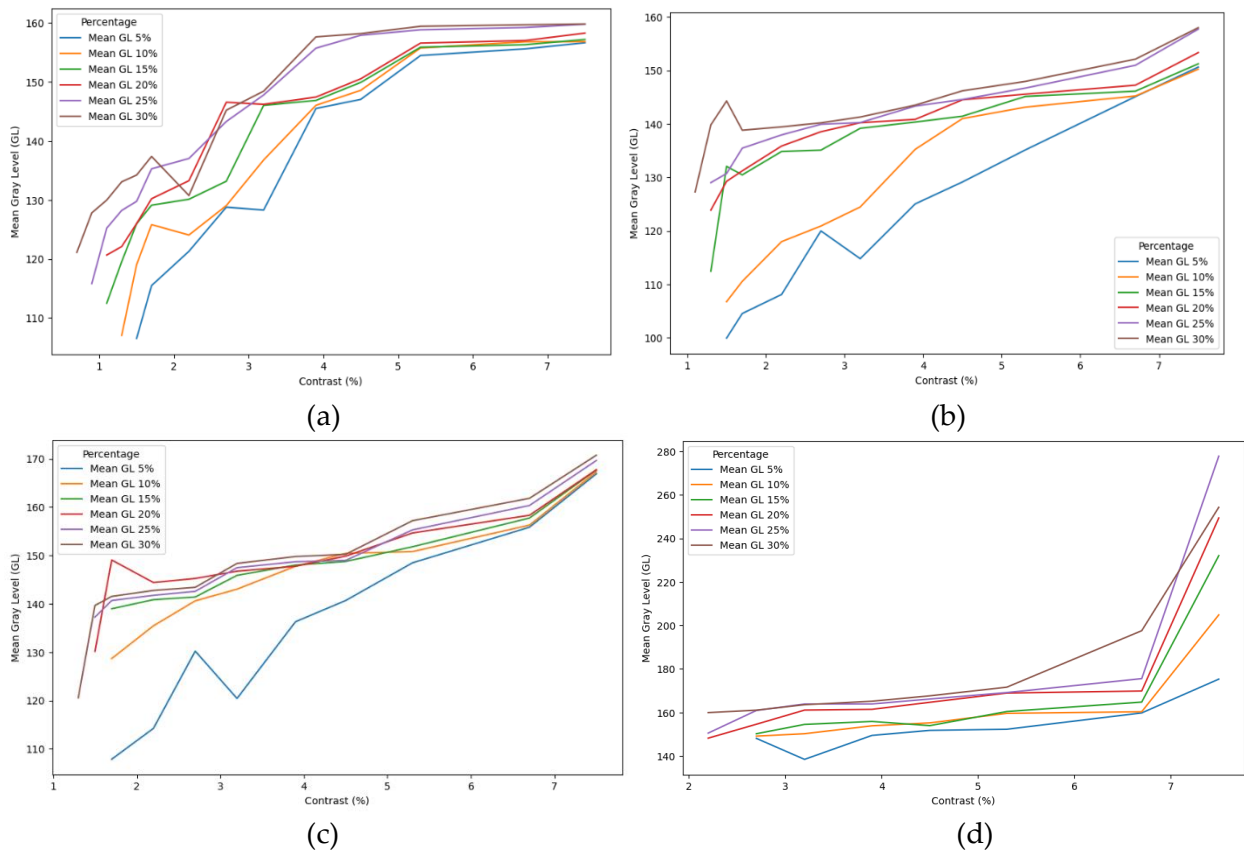 Percentage
Mean GL 5%
Mean GL 10%
Mean GL 15%
Mean GL 20%
Mean GL 25%
Mean GL 30%
160
150
140
130
120
110
Mean Gray Level (GL)
1 2 3 4 5 6 7
Contrast (%)
(a)
160
150
140
130
120
110
100
Mean Gray Level (GL)
Percentage
Mean GL 5%
Mean GL 10%
Mean GL 15%
Mean GL 20%
Mean GL 25%
Mean GL 30%
1 2 3 4 5 6 7
Contrast (%)
(b)
Percentage
Mean GL 5%
Mean GL 10%
Mean GL 15%
Mean GL 20%
Mean GL 25%
Mean GL 30%
170
160
150
140
130
120
110
Mean Gray Level (GL)
1 2 3 4 5 6 7
Contrast (%)
(c)
Percentage
Mean GL 5%
Mean GL 10%
Mean GL 15%
Mean GL 20%
Mean GL 25%
Mean GL 30%
280
260
240
220
200
180
160
140
Mean Gray Level (GL)
2 3 4 5 6 7
Contrast (%)
(d)